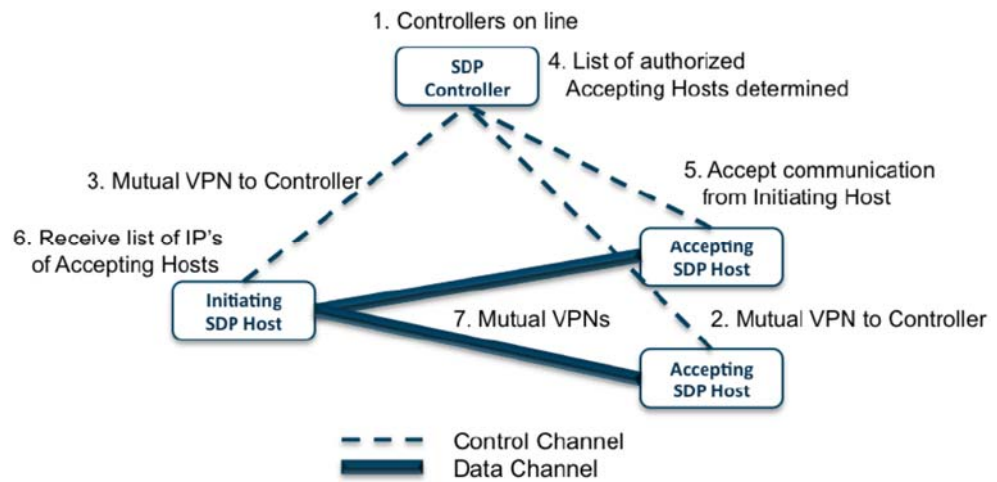 1. Controllers on line
SDP
Controller
4. List of authorized
Accepting Hosts determined
3. Mutual VPN to Controller
5. Accept communication
from Initiating Host
6. Receive list of IP's
of Accepting Hosts
Accepting
SDP Host
Initiating
SDP Host
7. Mutual VPNs
2. Mutual VPN to Controller
Accepting
SDP Host
Control Channel
Data Channel